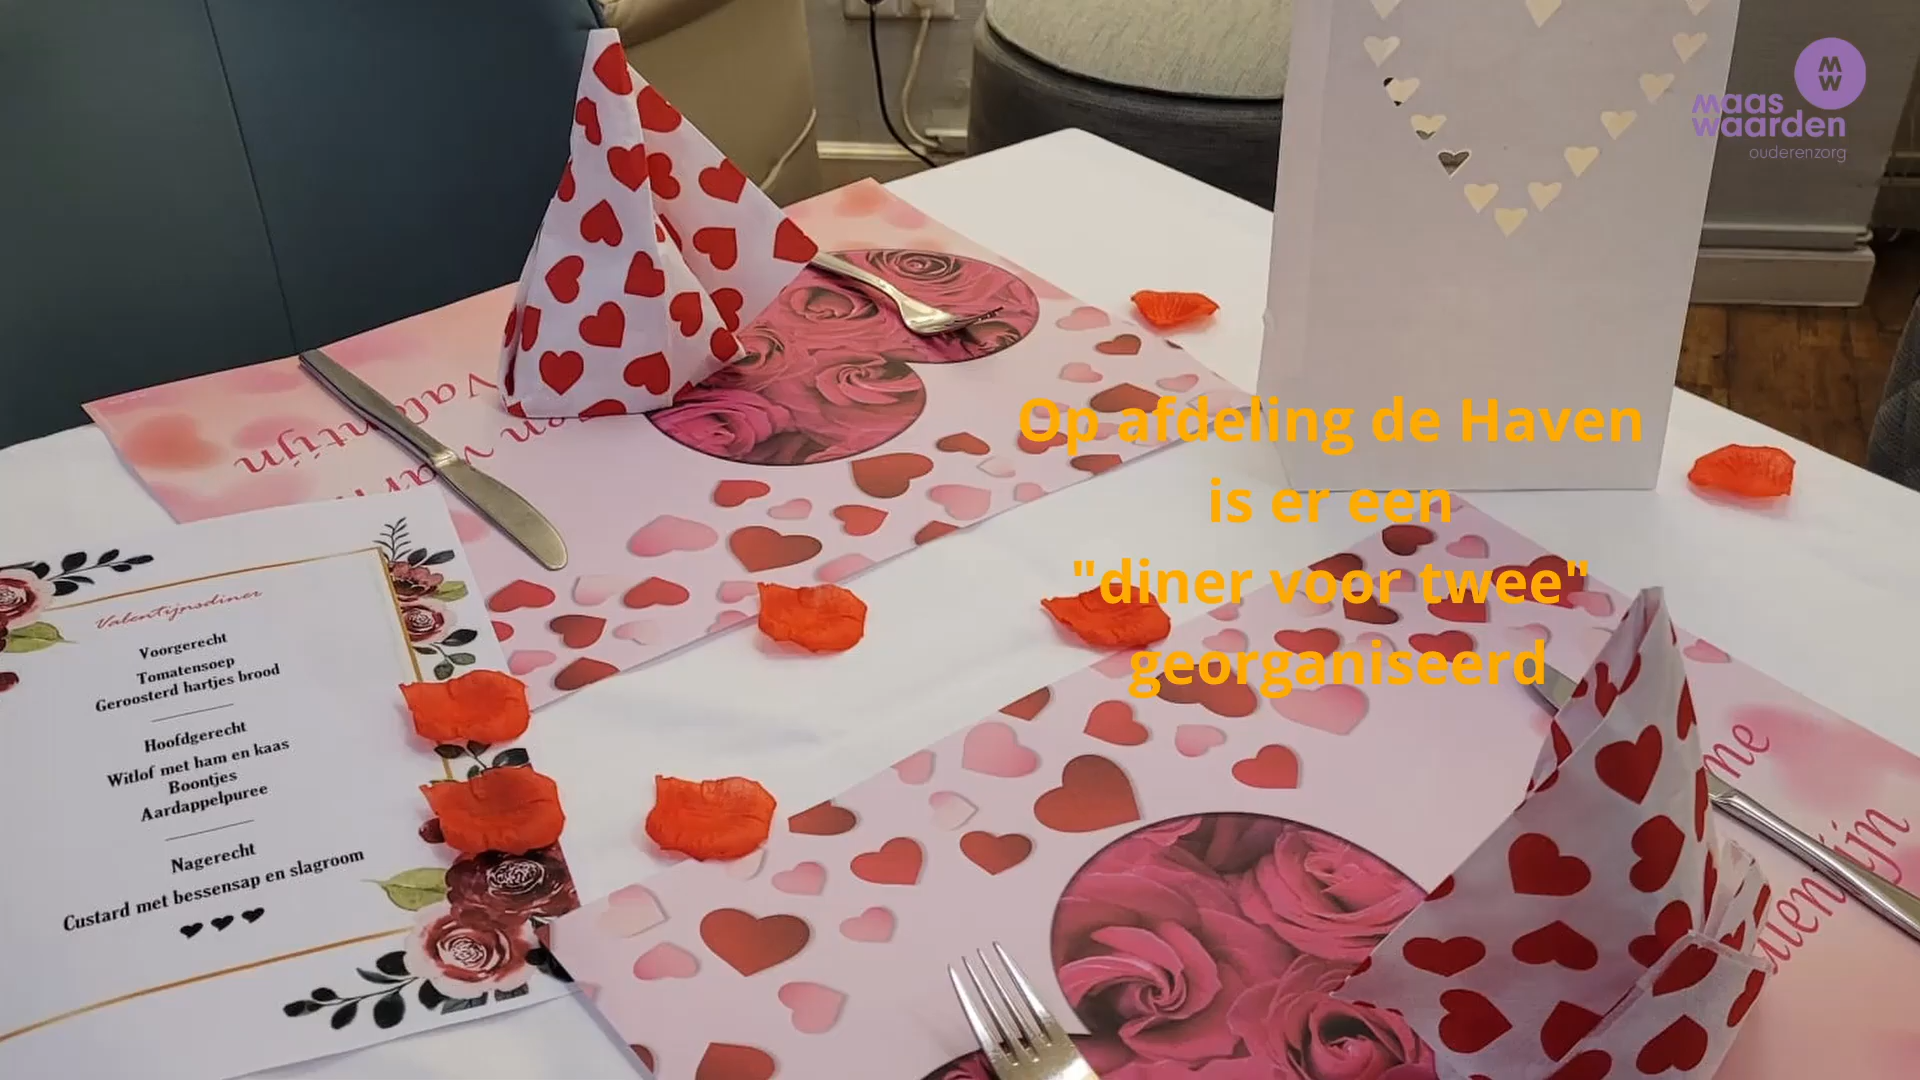 MW
maas
waarden
ouderenzorg
Op afdeling de Haven
is er een
"diner voor twee"
georganiseerd
Valentijn
Valentijnsdiner
Voorgerecht
Tomatensoep
Geroosterd hartjes brood
Hoofdgerecht
Witlof met ham en kaas
Boontjes
Aardappelpuree
Nagerecht
Custard met bessensap en slagroom